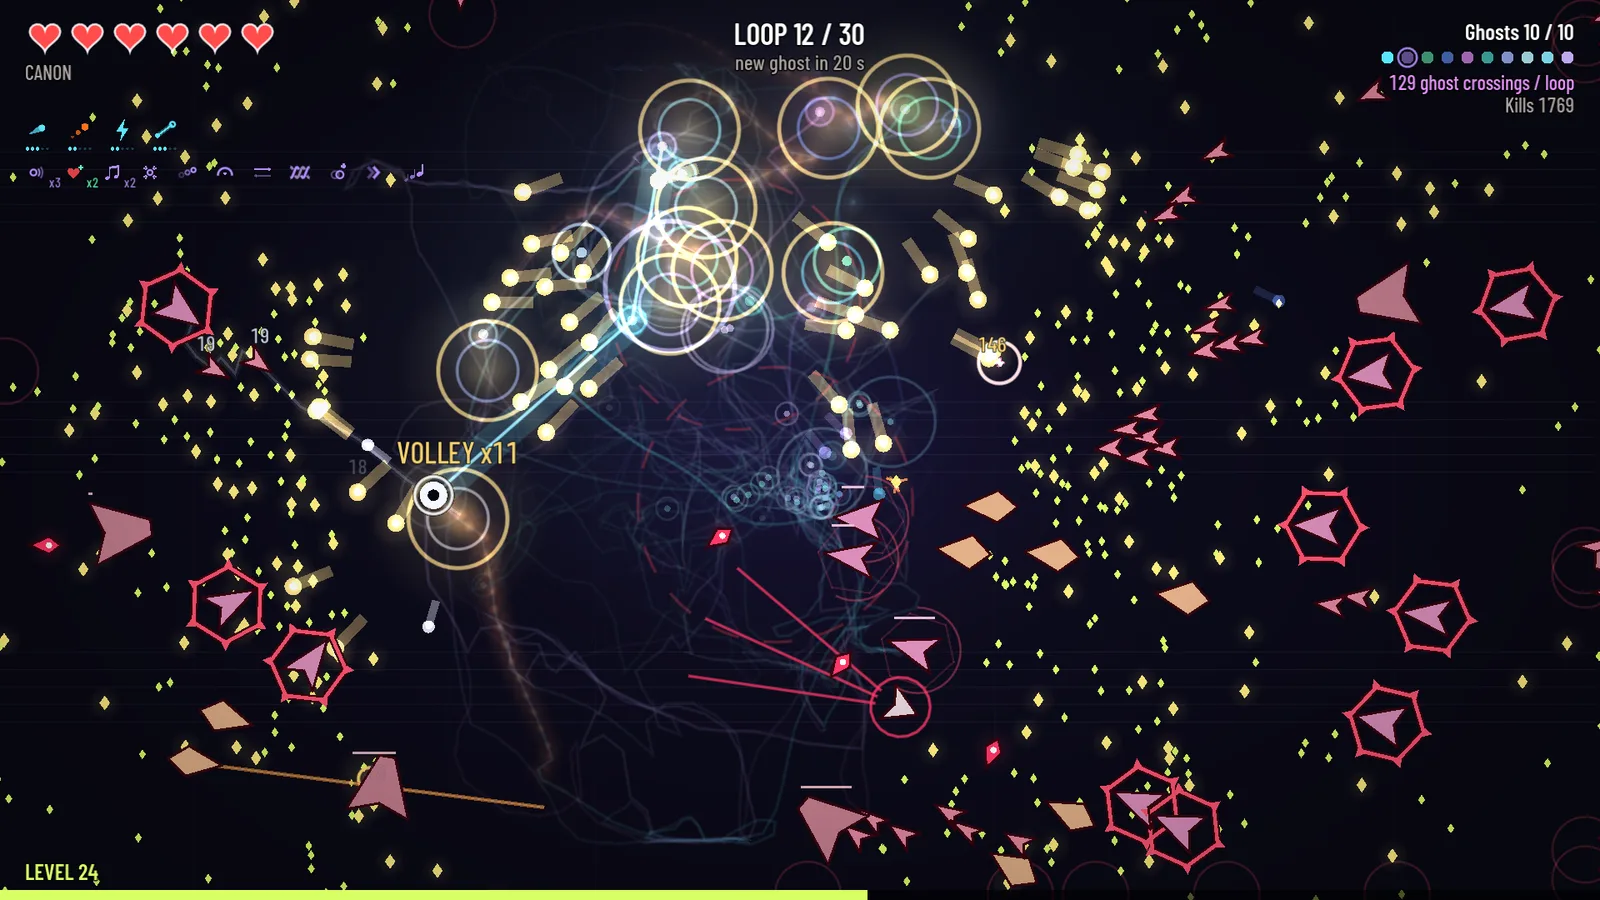 LOOP 12 / 30
new ghost in 20 s
Ghosts 10 / 10
129 ghost crossings / loop
Kills 1769
CANON
x3
x2
x2
19
19
146
VOLLEY x11
18
LEVEL 24